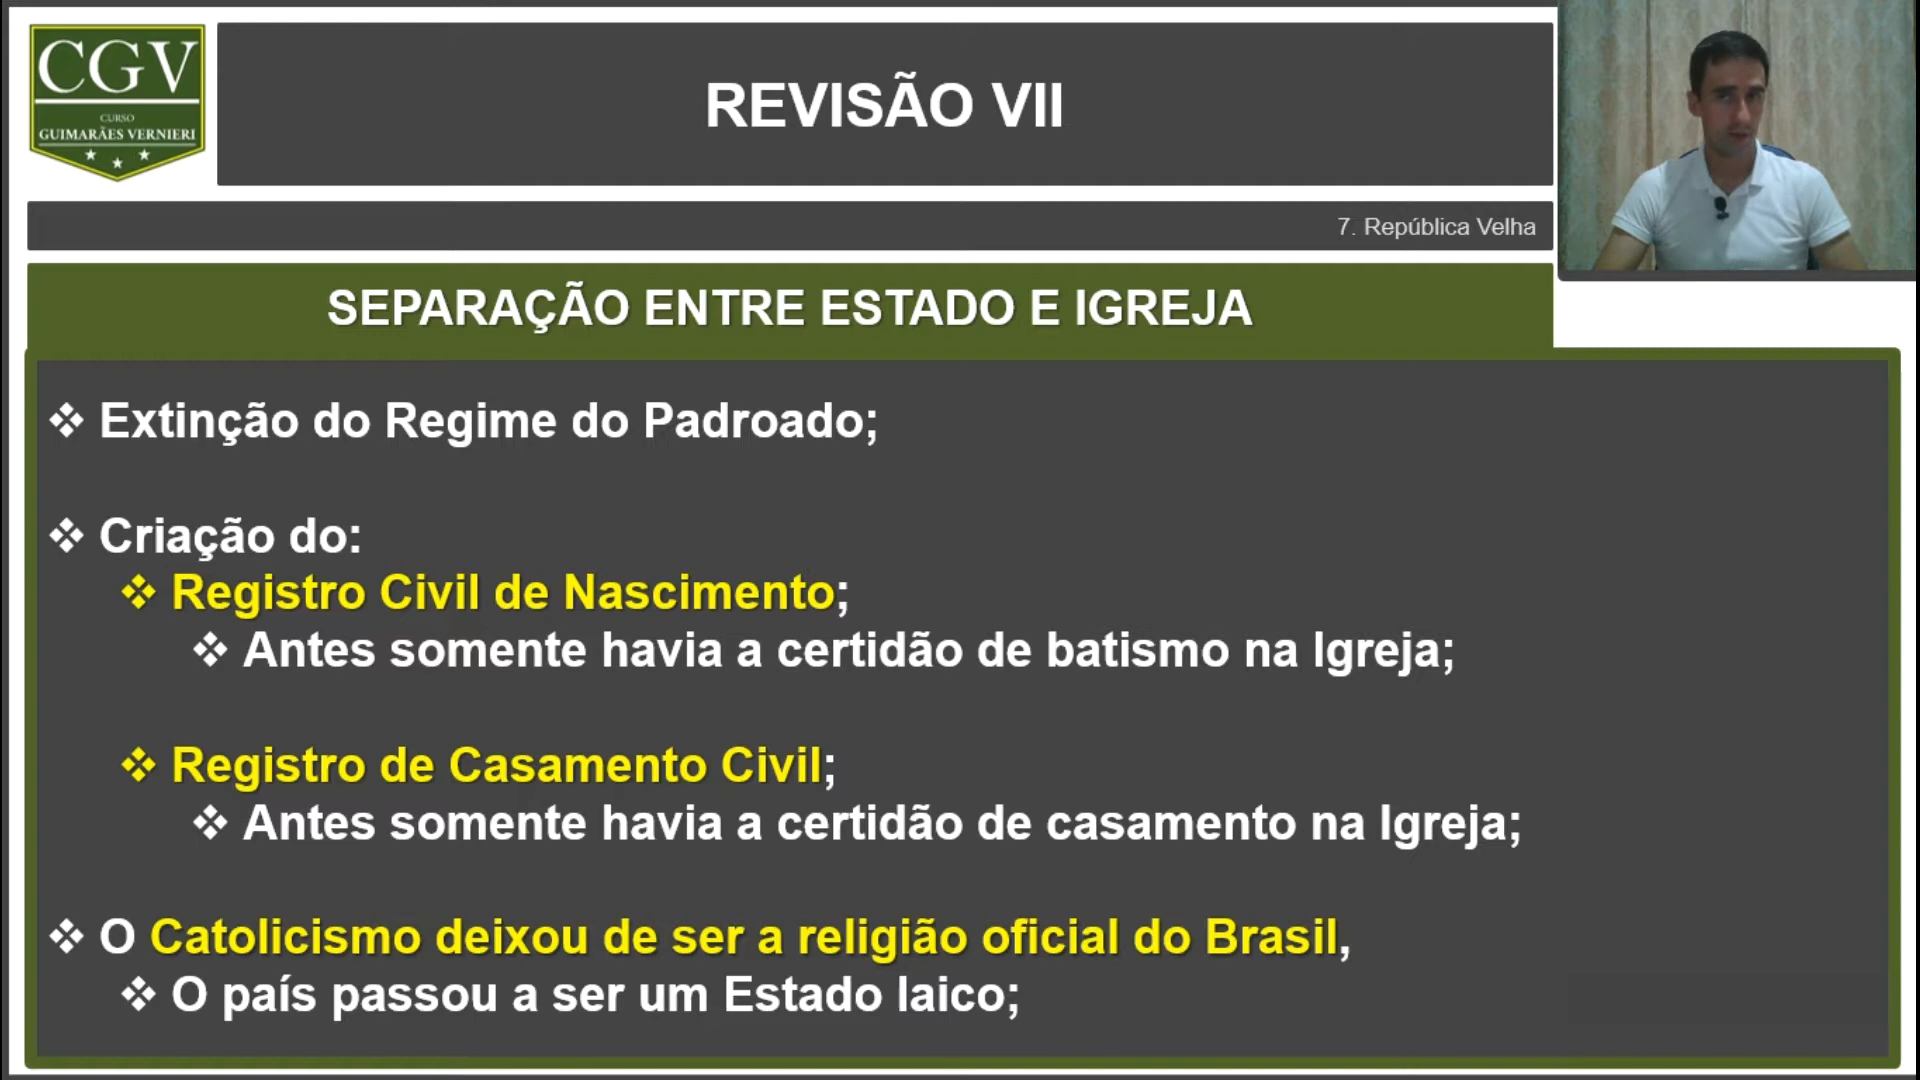 CGV
CURSO
GUIMARÃES VERNIERI
REVISÃO VII
7. República Velha
SEPARAÇÃO ENTRE ESTADO E IGREJA
❖ Extinção do Regime do Padroado;
❖ Criação do:
❖ Registro Civil de Nascimento;
❖ Antes somente havia a certidão de batismo na Igreja;
❖ Registro de Casamento Civil;
❖ Antes somente havia a certidão de casamento na Igreja;
❖ O Catolicismo deixou de ser a religião oficial do Brasil,
❖ O país passou a ser um Estado laico;